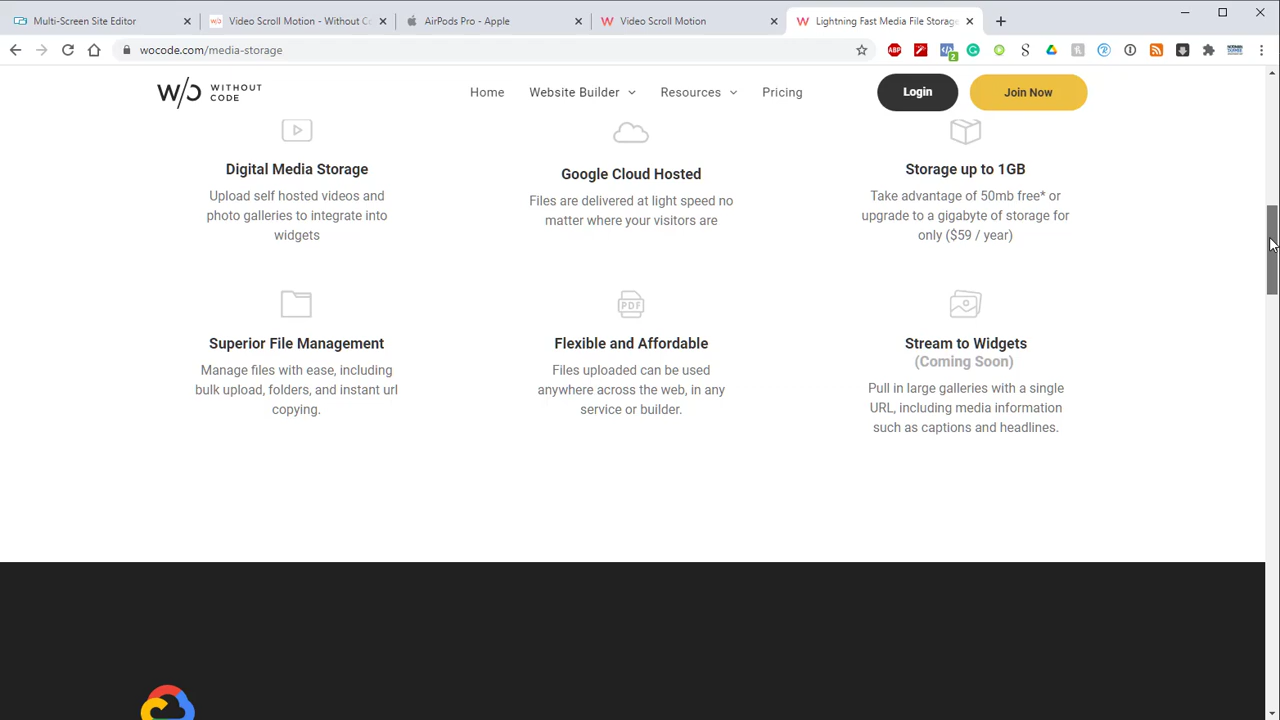 Multi-Screen Site Editor
Video Scroll Motion - Without C
AirPods Pro - Apple
Video Scroll Motion
Lightning Fast Media File Storage
wocode.com/media-storage
ABP
2
W/O WITHOUT CODE
Home
Website Builder
Resources
Pricing
Login
Join Now
Digital Media Storage
Upload self hosted videos and
photo galleries to integrate into
widgets
Google Cloud Hosted
Files are delivered at light speed no
matter where your visitors are
Storage up to 1GB
Take advantage of 50mb free* or
upgrade to a gigabyte of storage for
only ($59 / year)
Superior File Management
Manage files with ease, including
bulk upload, folders, and instant url
copying.
PDF
Flexible and Affordable
Files uploaded can be used
anywhere across the web, in any
service or builder.
Stream to Widgets
(Coming Soon)
Pull in large galleries with a single
URL, including media information
such as captions and headlines.